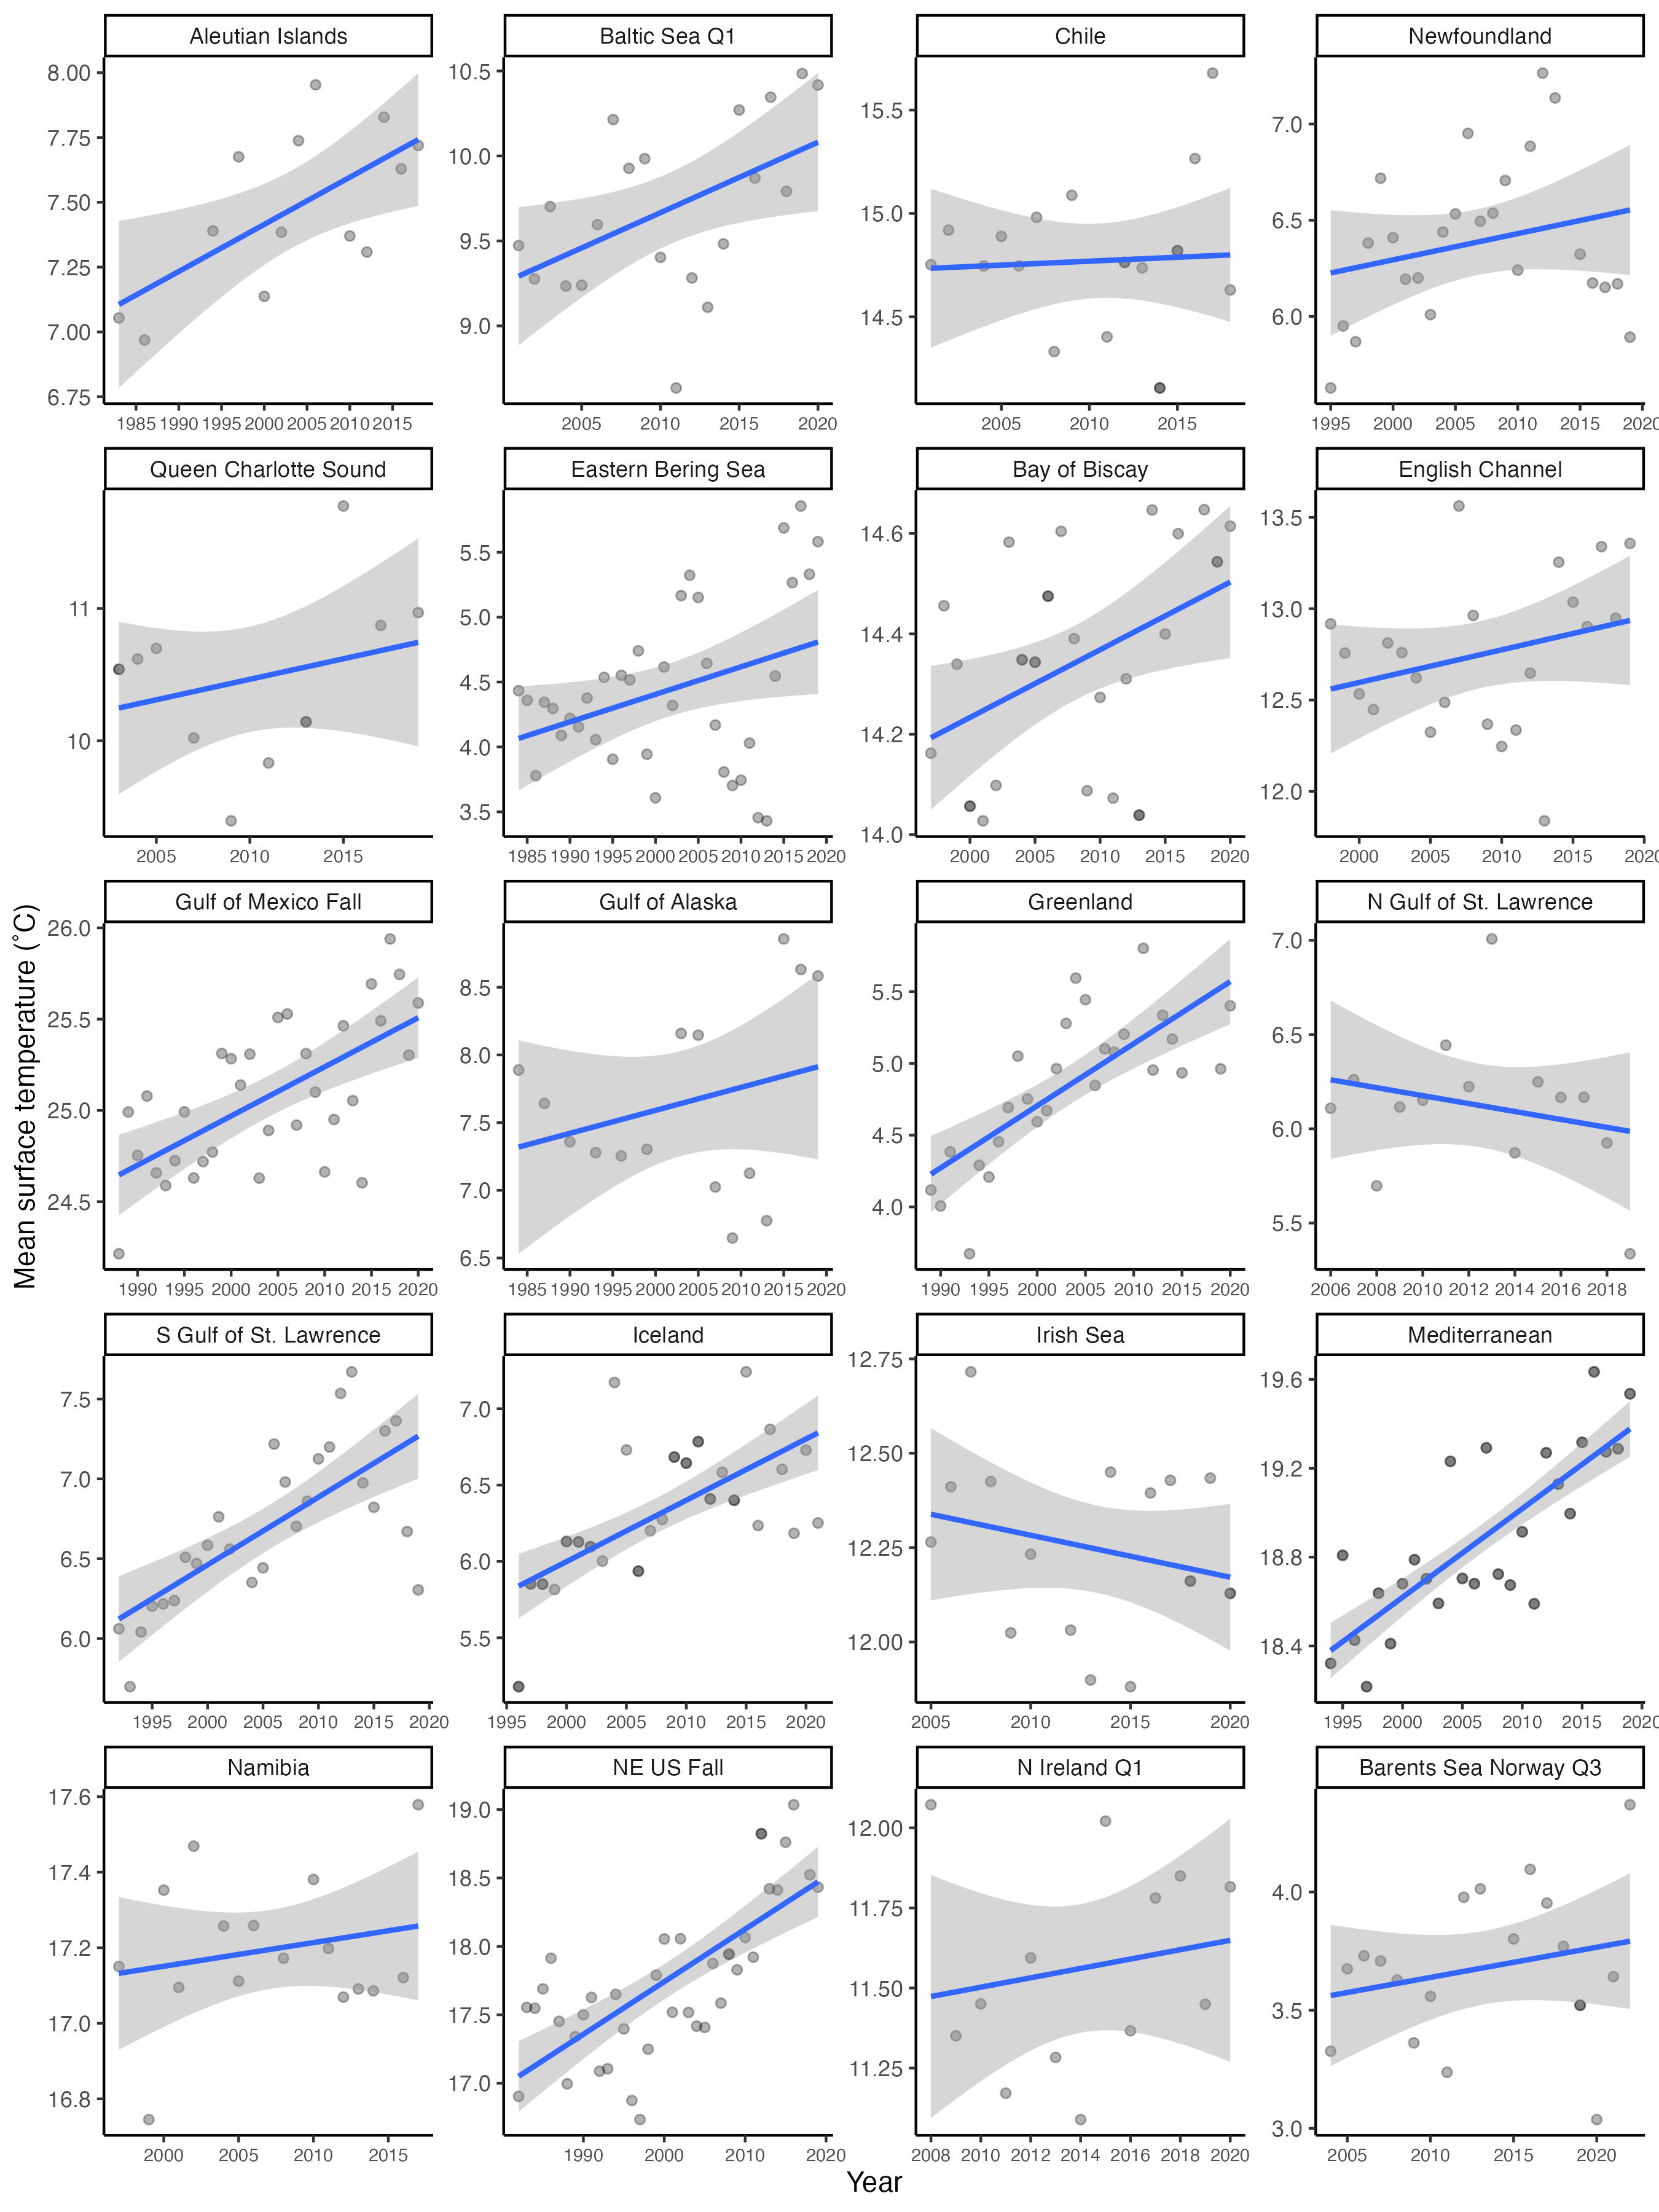 Aleutian Islands Baltic Sea Q1 Chile Newfoundland
8.00 7.75 7.50 7.25 7.00 6.75
10.5 10.0 9.5 9.0
15.5 15.0 14.5
7.0 6.5 6.0
1985 1990 1995 2000 2005 2010 2015
2005 2010 2015 2020
2005 2010 2015
1995 2000 2005 2010 2015 2020
Queen Charlotte Sound Eastern Bering Sea Bay of Biscay English Channel
11 10
5.5 5.0 4.5 4.0 3.5
14.6 14.4 14.2 14.0
13.5 13.0 12.5 12.0
2005 2010 2015
1985 1990 1995 2000 2005 2010 2015 2020
2000 2005 2010 2015 2020
2000 2005 2010 2015 2020
Mean surface temperature (˚C)
Gulf of Mexico Fall Gulf of Alaska Greenland N Gulf of St. Lawrence
26.0 25.5 25.0 24.5
8.5 8.0 7.5 7.0 6.5
5.5 5.0 4.5 4.0
7.0 6.5 6.0 5.5
1990 1995 2000 2005 2010 2015 2020
1985 1990 1995 2000 2005 2010 2015 2020
1990 1995 2000 2005 2010 2015 2020
2006 2008 2010 2012 2014 2016 2018
S Gulf of St. Lawrence Iceland Irish Sea Mediterranean
7.5 7.0 6.5 6.0
7.0 6.5 6.0 5.5
12.75 12.50 12.25 12.00
19.6 19.2 18.8 18.4
1995 2000 2005 2010 2015 2020
1995 2000 2005 2010 2015 2020
2005 2010 2015 2020
1995 2000 2005 2010 2015 2020
Namibia NE US Fall N Ireland Q1 Barents Sea Norway Q3
17.6 17.4 17.2 17.0 16.8
19.0 18.5 18.0 17.5 17.0
12.00 11.75 11.50 11.25
4.0 3.5 3.0
2000 2005 2010 2015
1990 2000 2010 2020
2008 2010 2012 2014 2016 2018 2020
2005 2010 2015 2020
Year